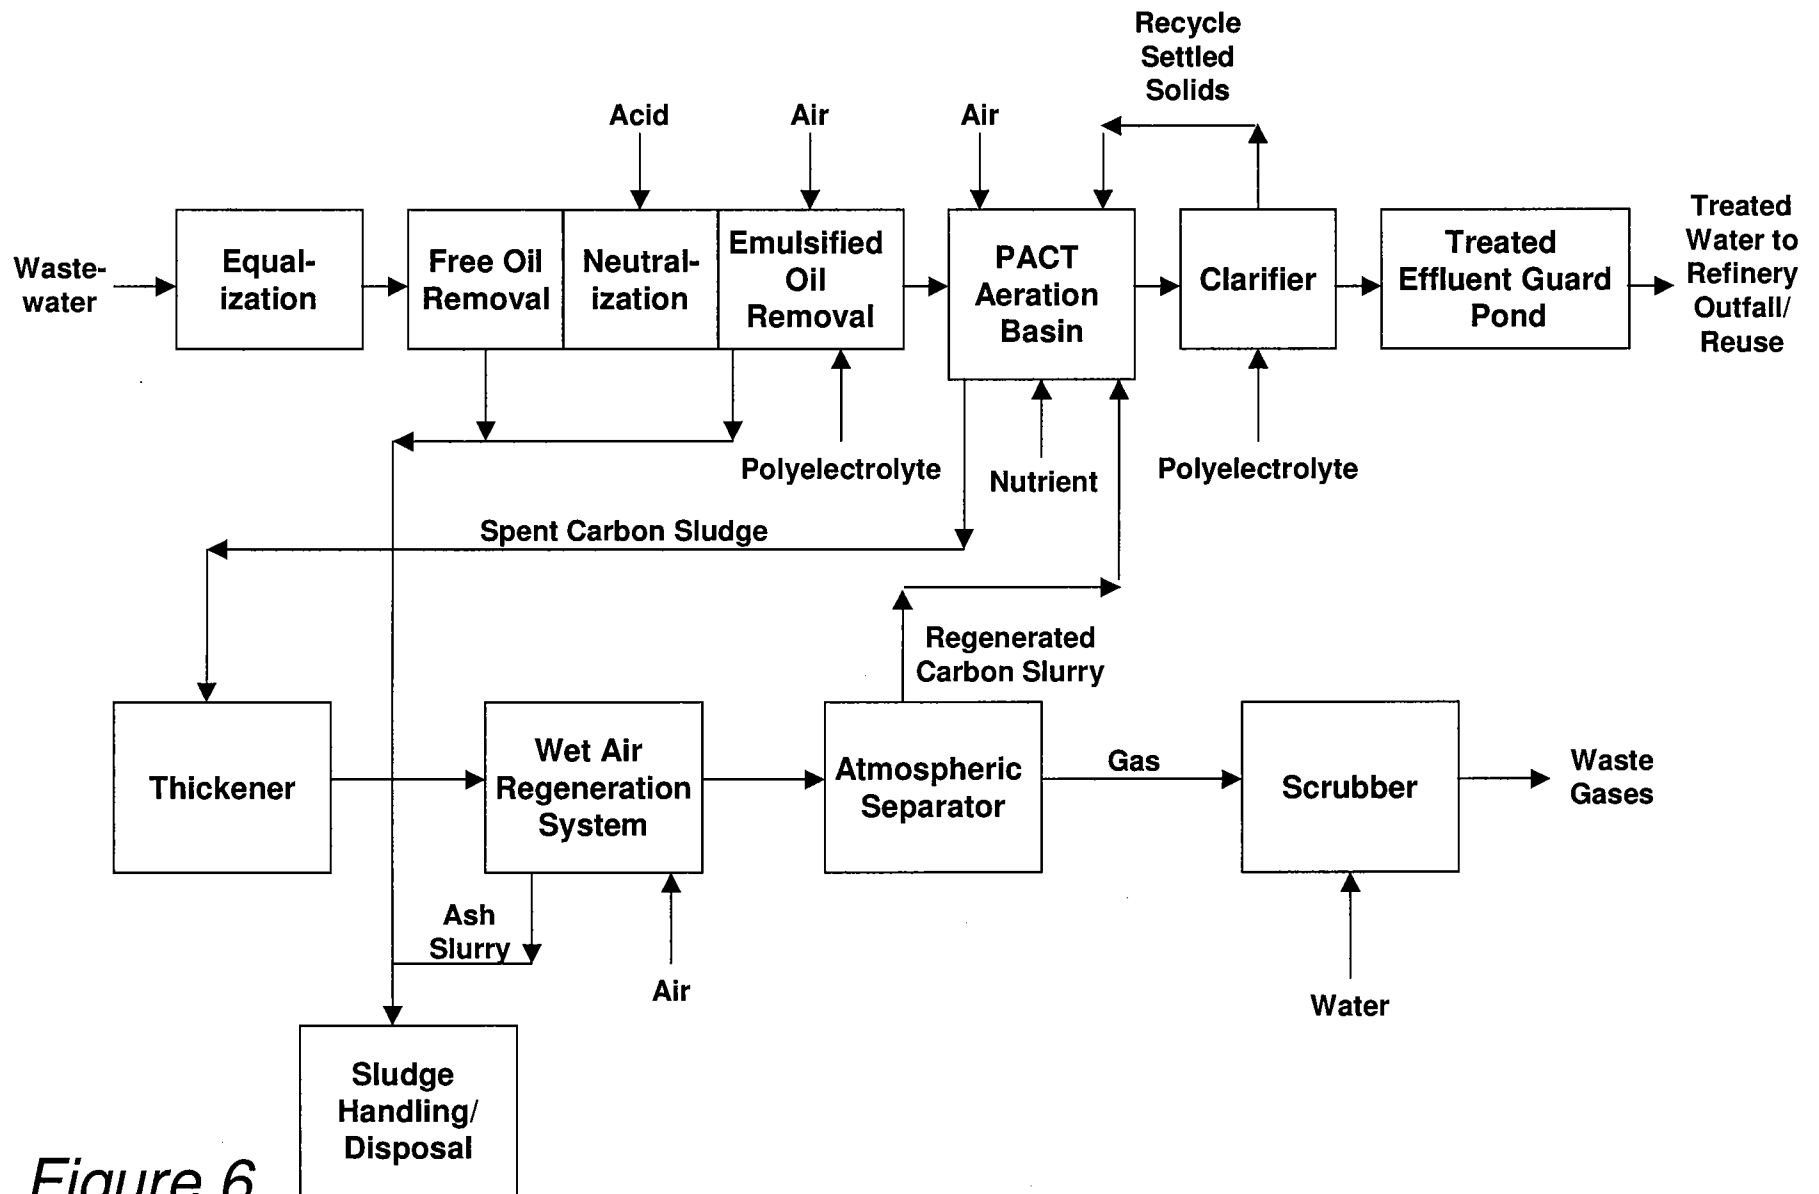 Recycle
Settled
Solids
Acid
Air
Air
Waste-
water
Equal-
ization
Free Oil
Removal
Neutral-
ization
Emulsified
Oil
Removal
PACT
Aeration
Basin
Clarifier
Treated
Effluent Guard
Pond
Treated
Water to
Refinery
Outfall/
Reuse
Polyelectrolyte
Nutrient
Polyelectrolyte
Spent Carbon Sludge
Regenerated
Carbon Slurry
Thickener
Wet Air
Regeneration
System
Atmospheric
Separator
Gas
Scrubber
Waste
Gases
Ash
Slurry
Air
Water
Sludge
Handling/
Disposal
Figure 6